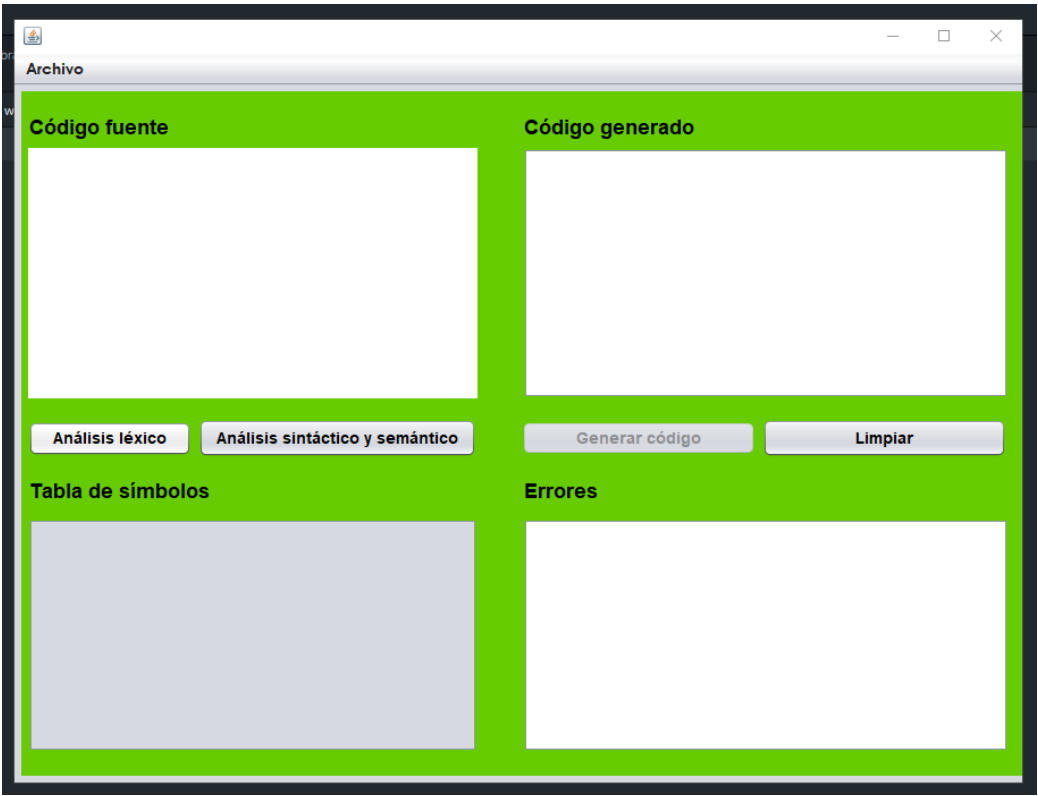 Archivo
Código fuente
Código generado
Análisis léxico
Análisis sintáctico y semántico
Generar código
Limpiar
Tabla de símbolos
Errores